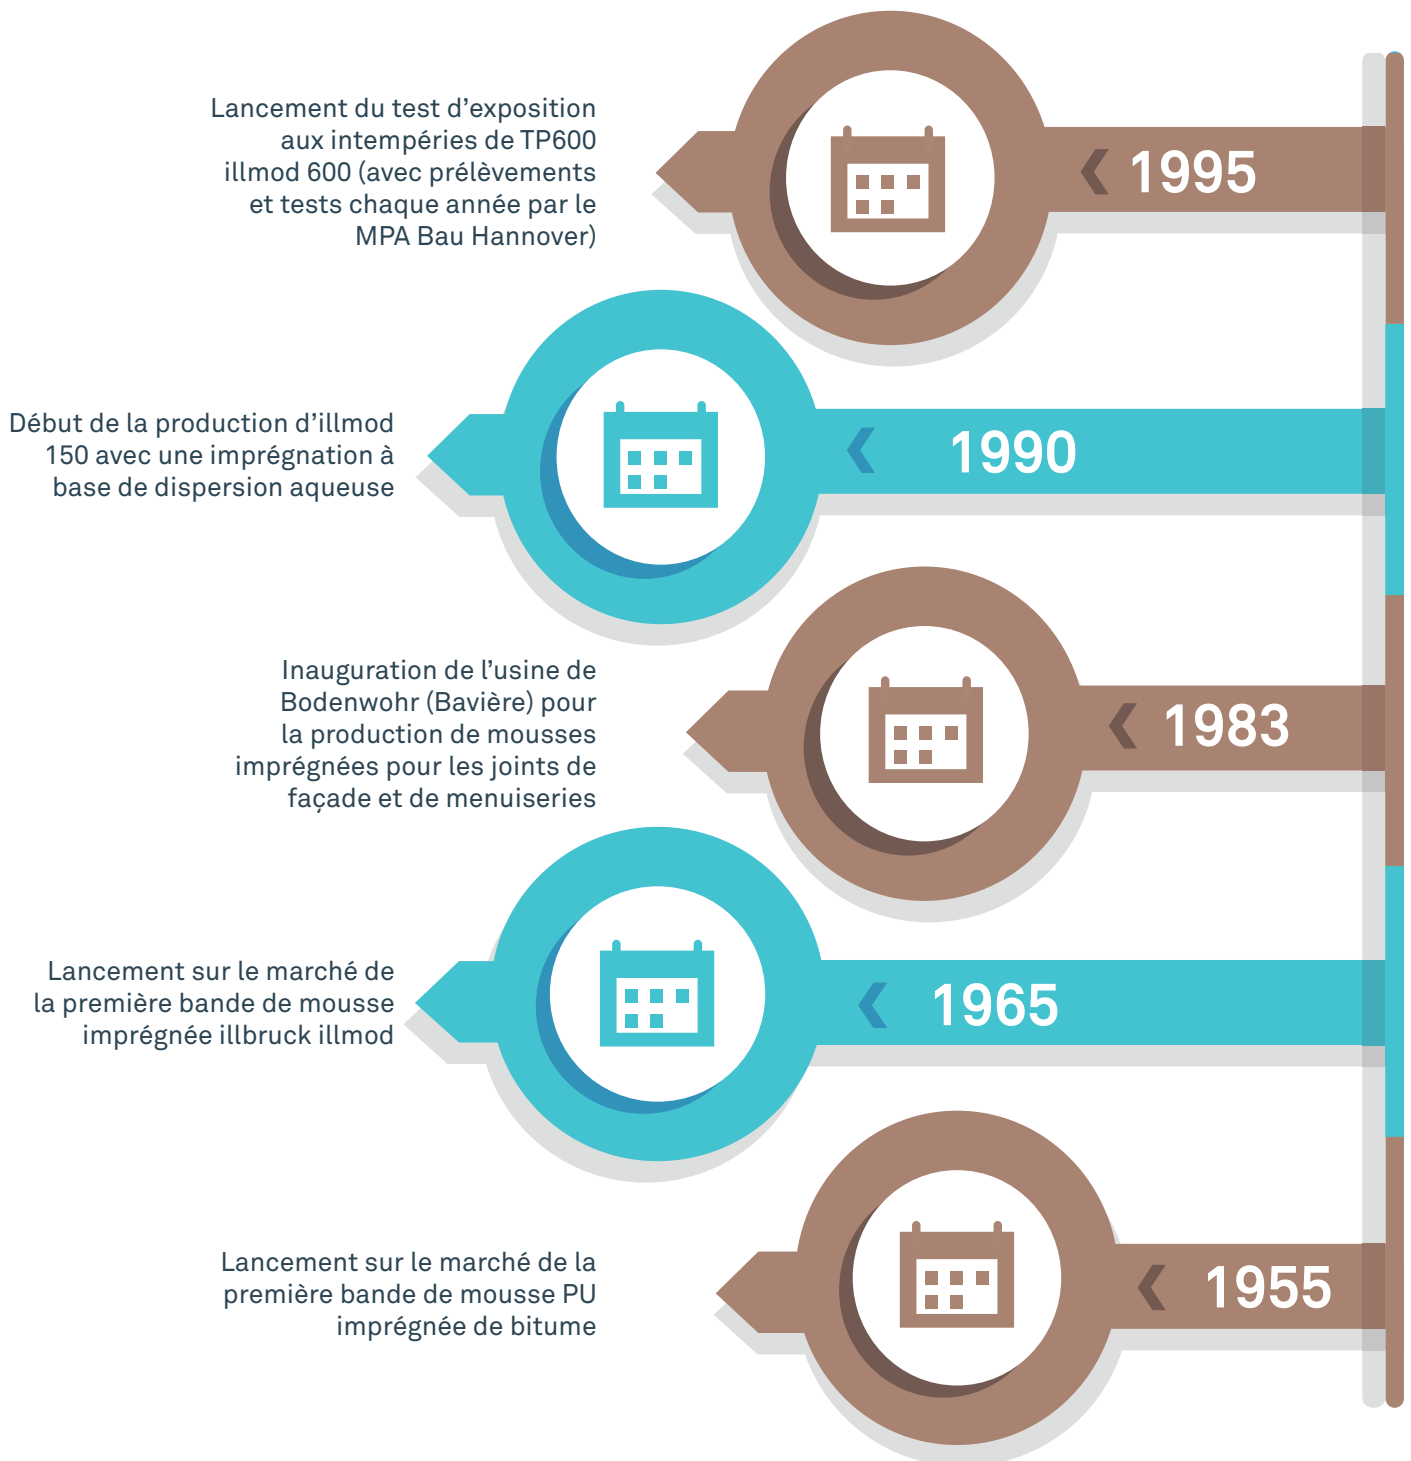 Lancement du test d’exposition
aux intempéries de TP600
illmod 600 (avec prélèvements
et tests chaque année par le
MPA Bau Hannover)
1995
Début de la production d’illmod
150 avec une imprégnation à
base de dispersion aqueuse
1990
Inauguration de l’usine de
Bodenwohr (Bavière) pour
la production de mousses
imprégnées pour les joints de
façade et de menuiseries
1983
Lancement sur le marché de
la première bande de mousse
imprégnée illbruck illmod
1965
Lancement sur le marché de la
première bande de mousse PU
imprégnée de bitume
1955